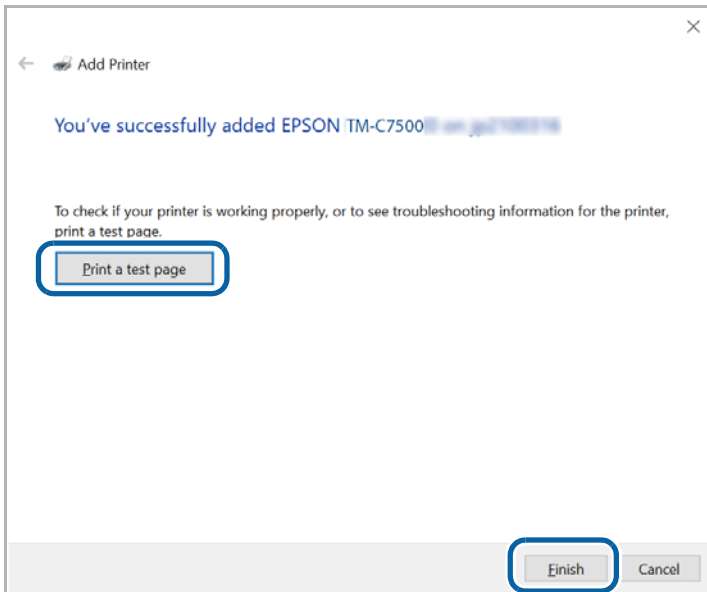 Add Printer
You've successfully added EPSON TM-C7500
To check if your printer is working properly, or to see troubleshooting information for the printer,
print a test page.
Print a test page
Finish Cancel